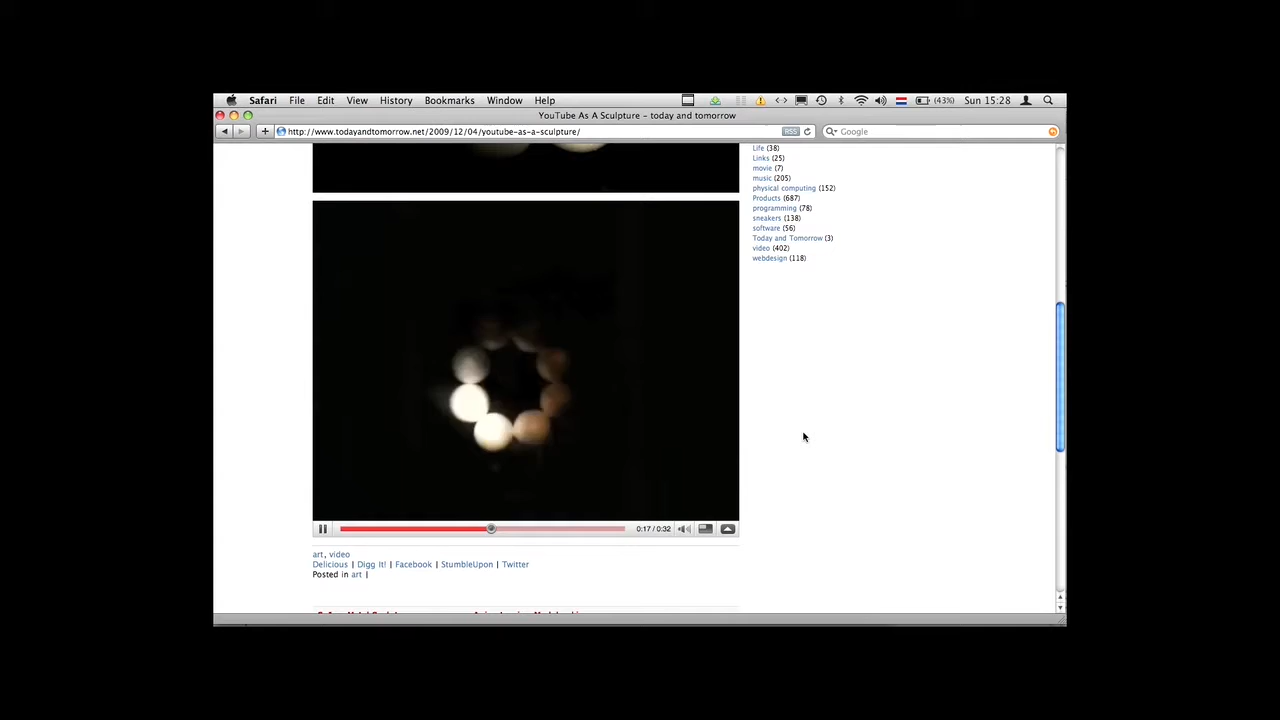 Safari File Edit View History Bookmarks Window Help (43%) Sun 15:28
YouTube As A Sculpture – today and tomorrow
http://www.todayandtomorrow.net/2009/12/04/youtube-as-a-sculpture/ RSS Google
Life (38)
Links (25)
movie (7)
music (205)
physical computing (152)
Products (687)
programming (78)
sneakers (138)
software (56)
Today and Tomorrow (3)
video (402)
webdesign (118)
0:17 / 0:32
art, video
Delicious | Digg It! | Facebook | StumbleUpon | Twitter
Posted in art |